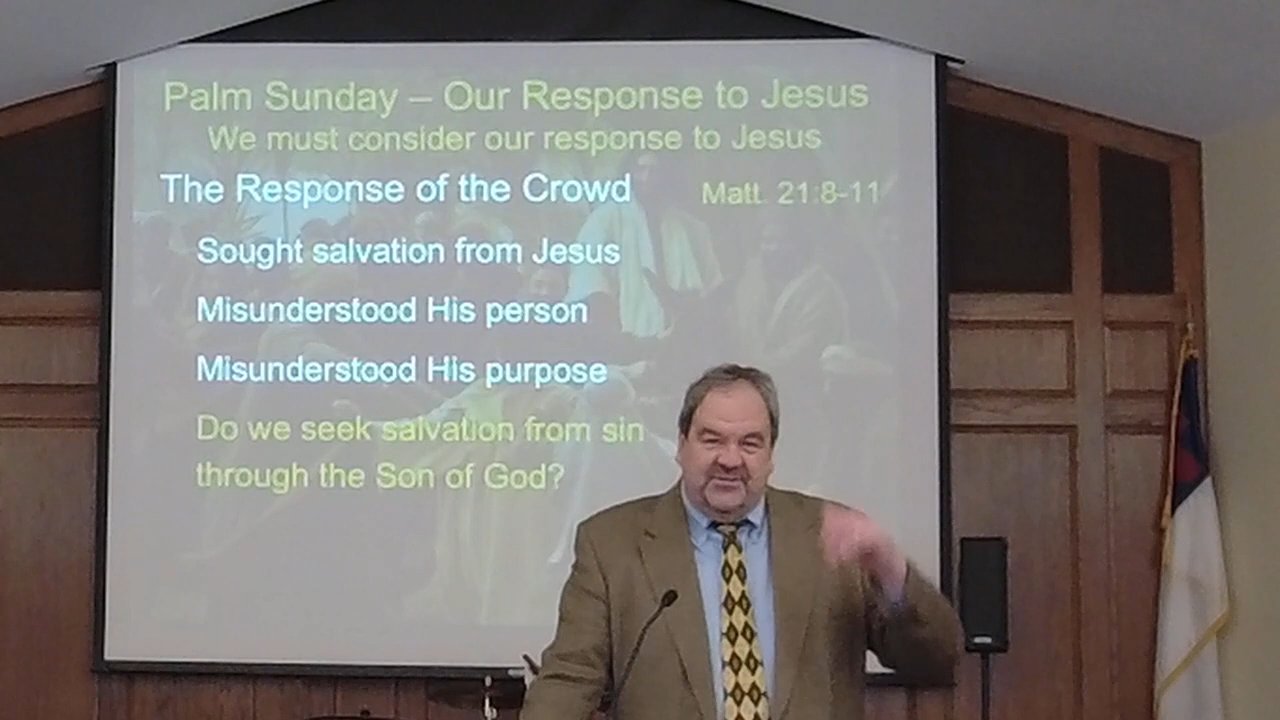 Palm Sunday – Our Response to Jesus
We must consider our response to Jesus
The Response of the Crowd Matt. 21:8-11
Sought salvation from Jesus
Misunderstood His person
Misunderstood His purpose
Do we seek salvation from sin
through the Son of God?